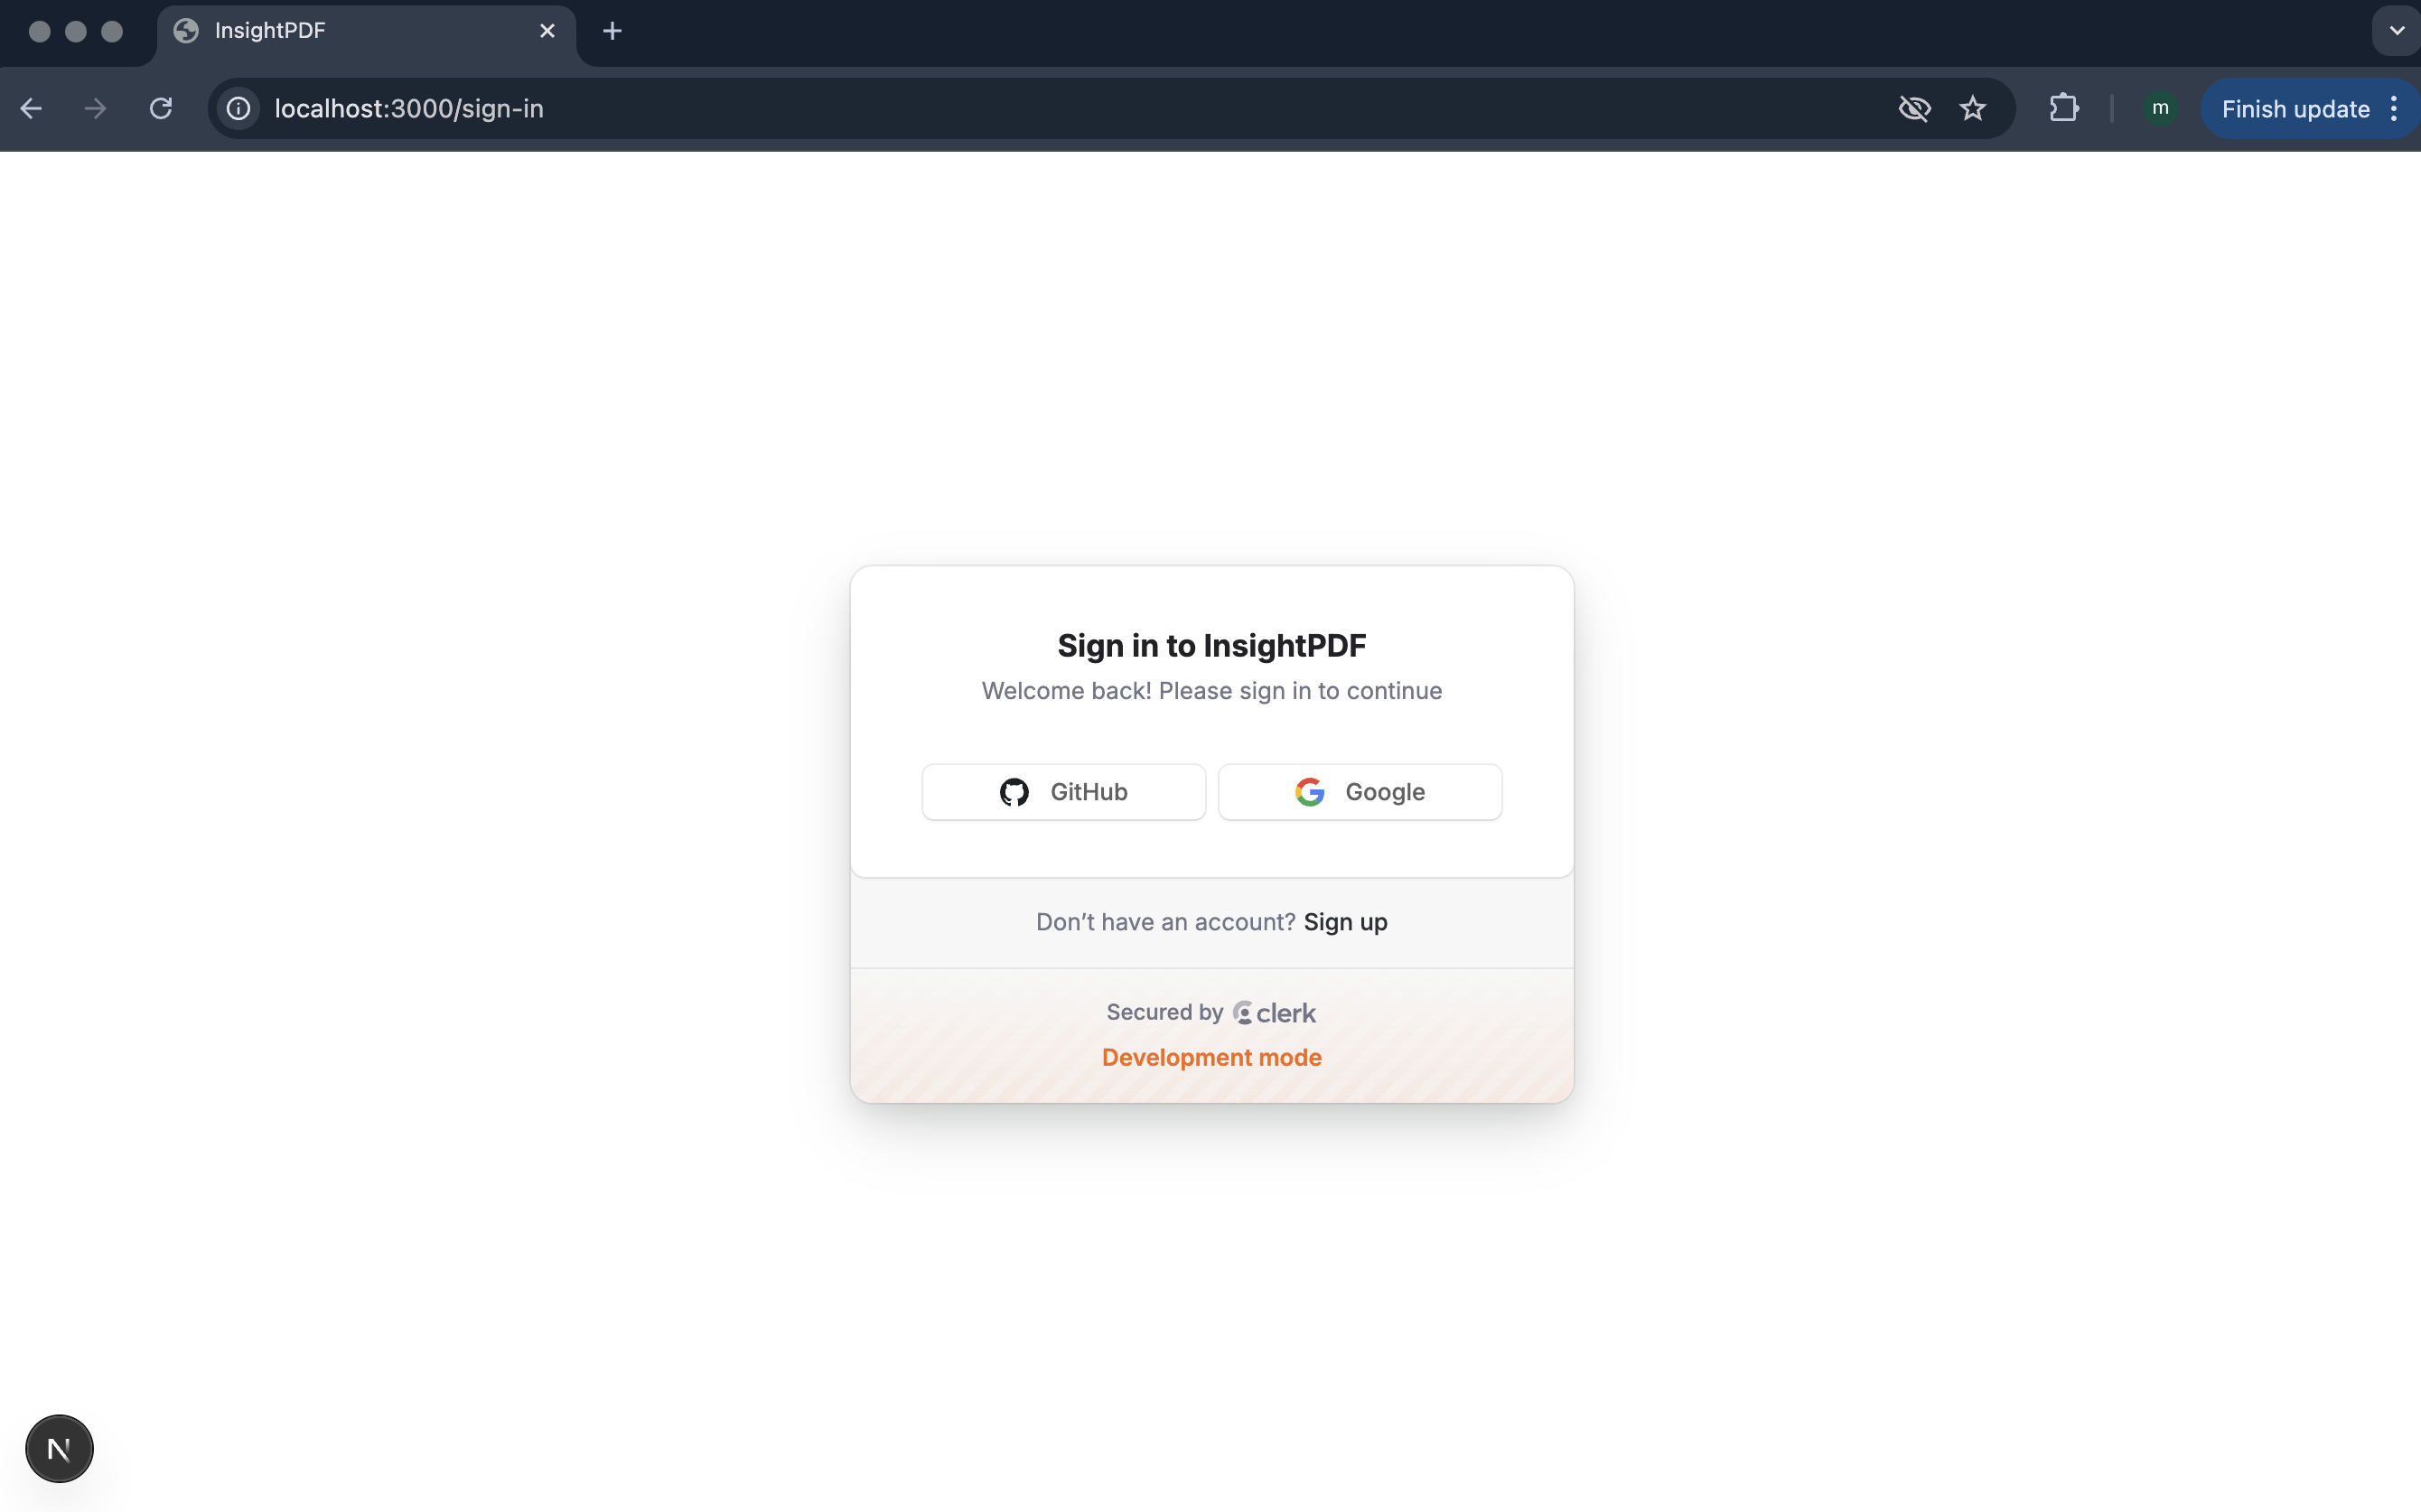 InsightPDF
localhost:3000/sign-in
m
Finish update
Sign in to InsightPDF
Welcome back! Please sign in to continue
GitHub
Google
Don’t have an account? Sign up
Secured by clerk
Development mode
N